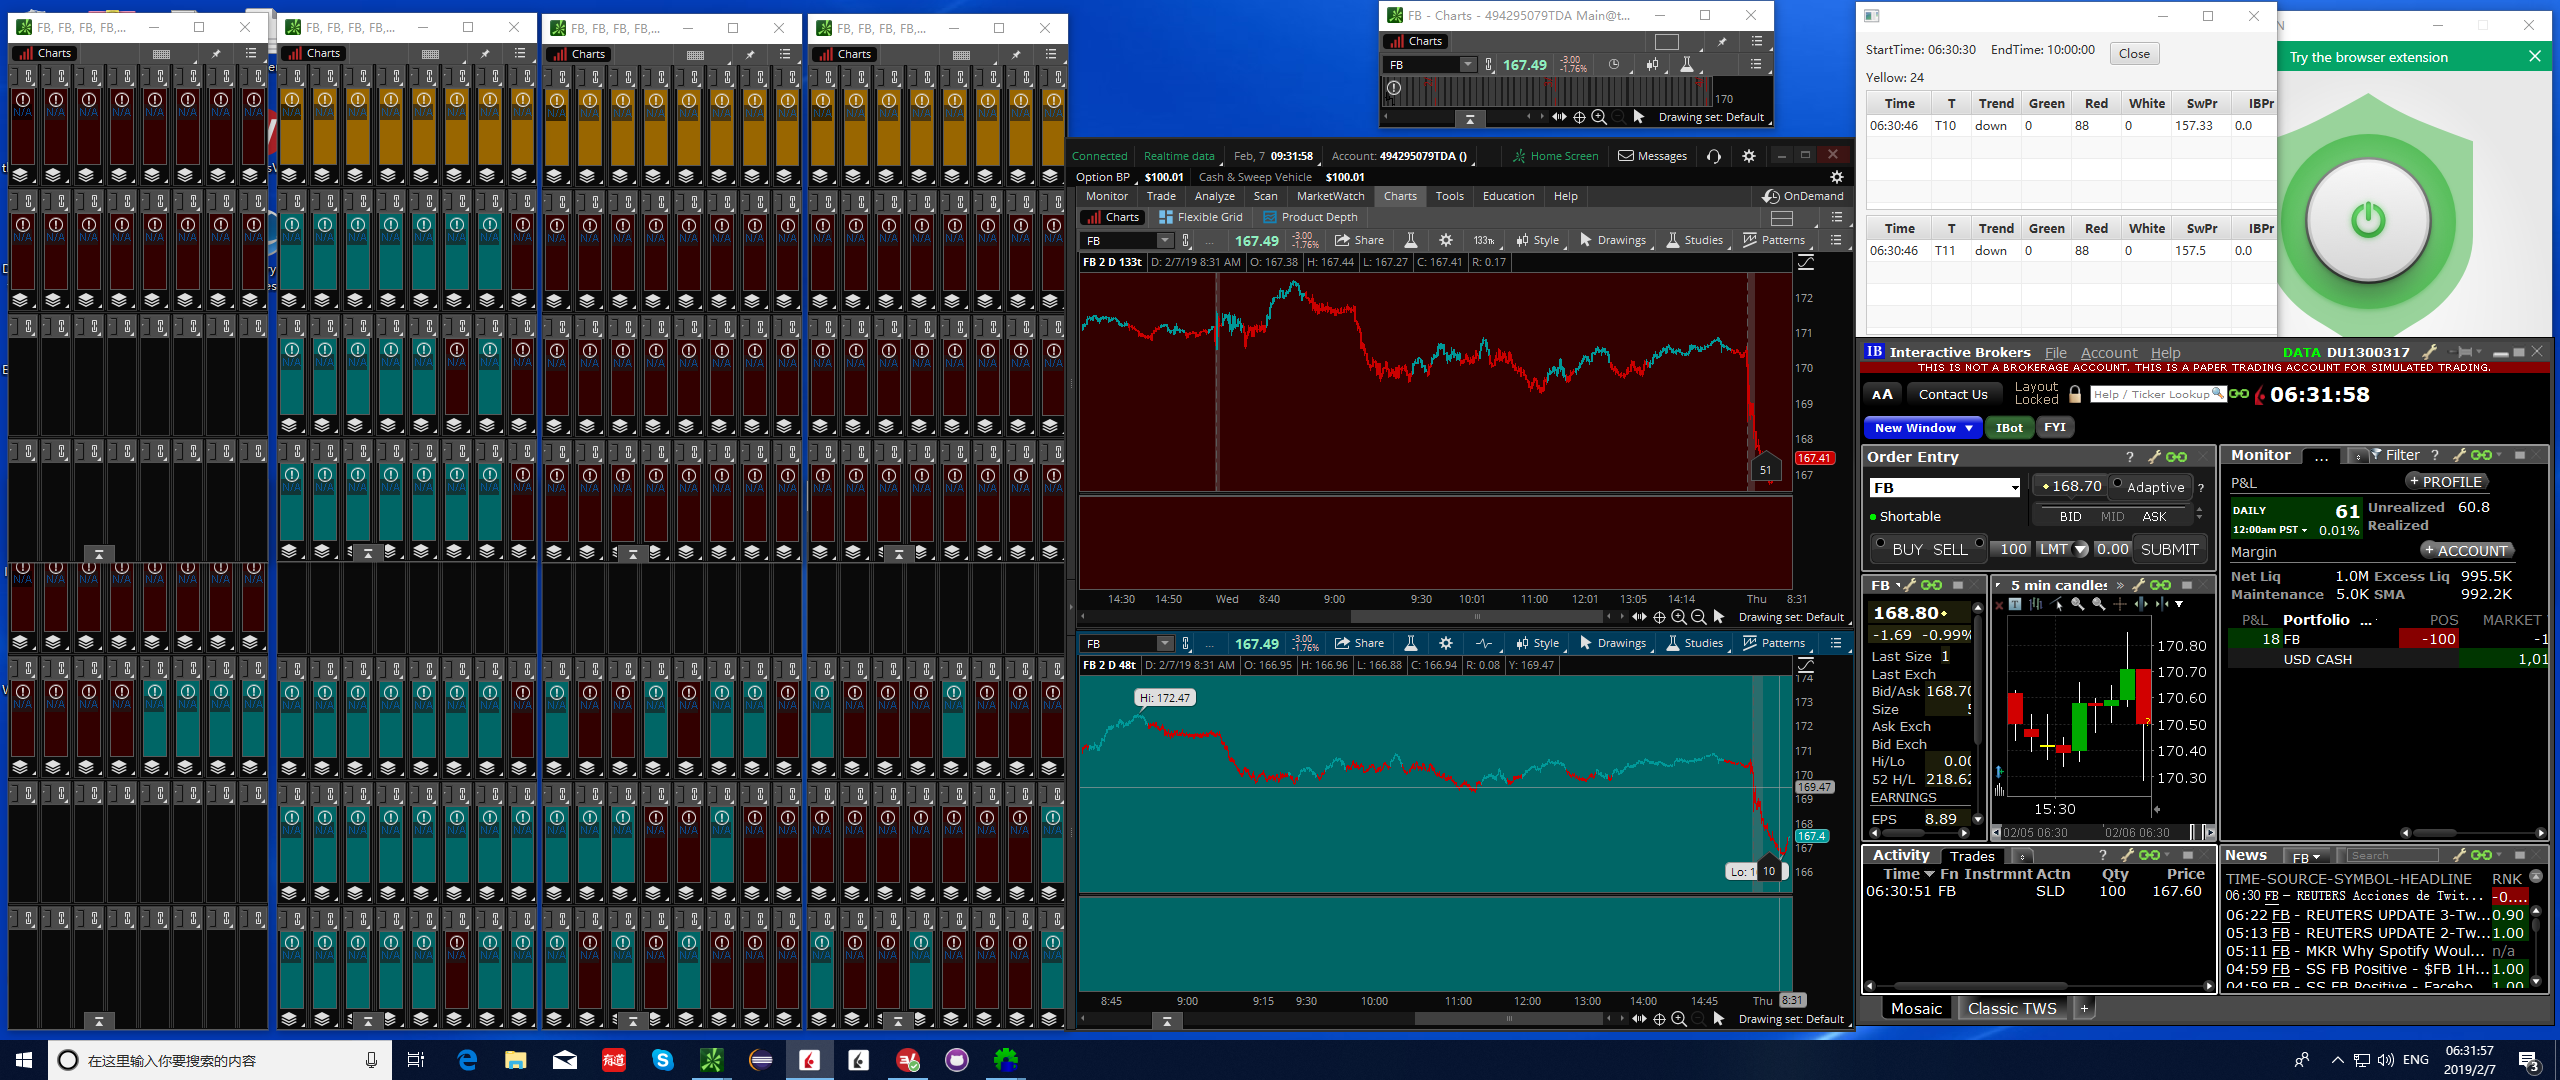 FB, FB, FB, FB,...
Charts
FB, FB, FB, FB,...
Charts
FB, FB, FB, FB,...
Charts
FB, FB, FB, FB,...
Charts
N/A
FB - Charts - 494295079TDA Main@t...
Charts
FB
167.49
-3.00
-1.76%
170
Drawing set: Default
Connected
Realtime data
Feb, 7 09:31:58
Account: 494295079TDA ()
Home Screen
Messages
Option BP
$100.01
Cash & Sweep Vehicle
$100.01
Monitor
Trade
Analyze
Scan
MarketWatch
Charts
Tools
Education
Help
OnDemand
Charts
Flexible Grid
Product Depth
FB
167.49
-3.00
-1.76%
Share
133tk
Style
Drawings
Studies
Patterns
FB 2 D 133t
D: 2/7/19 8:31 AM
O: 167.38
H: 167.44
L: 167.27
C: 167.41
R: 0.17
172
171
170
169
168
167.41
167
51
14:30
14:50
Wed
8:40
9:00
9:30
10:01
11:00
12:01
13:05
14:14
Thu
8:31
Drawing set: Default
FB
167.49
-3.00
-1.76%
Share
Style
Drawings
Studies
Patterns
FB 2 D 48t
D: 2/7/19 8:31 AM
O: 166.95
H: 166.96
L: 166.88
C: 166.94
R: 0.08
Y: 169.47
Hi: 172.47
174
173
172
171
170
169.47
169
168
167.4
167
166
Lo: 1
10
8:45
9:00
9:15
9:30
10:00
11:00
12:00
13:00
14:00
14:45
Thu
8:31
Drawing set: Default
StartTime: 06:30:30
EndTime: 10:00:00
Close
Yellow: 24
Time T Trend Green Red White SwPr IBPr
06:30:46 T10 down 0 88 0 157.33 0.0
Time T Trend Green Red White SwPr IBPr
06:30:46 T11 down 0 88 0 157.5 0.0
N
Try the browser extension
IB Interactive Brokers File Account Help
DATA DU1300317
THIS IS NOT A BROKERAGE ACCOUNT. THIS IS A PAPER TRADING ACCOUNT FOR SIMULATED TRADING.
AA
Contact Us
Layout
Locked
Help / Ticker Lookup
06:31:58
New Window
IBot
FYI
Order Entry
FB
168.70
Adaptive
Shortable
BID MID ASK
BUY SELL 100 LMT 0.00 SUBMIT
FB
168.80
-1.69 -0.99%
Last Size 1
Last Exch
Bid/Ask 168.70
Size
Ask Exch
Bid Exch
Hi/Lo 0.00
52 H/L 218.62
EARNINGS
EPS 8.89
5 min candles
170.80
170.70
170.60
170.50
170.40
170.30
15:30
02/05 06:30
02/06 06:30
Monitor ... Filter
P&L
+ PROFILE
DAILY 61
12:00am PST 0.01%
Unrealized 60.8
Realized
Margin
+ ACCOUNT
Net Liq 1.0M Excess Liq 995.5K
Maintenance 5.0K SMA 992.2K
P&L Portfolio ... POS MARKET
18 FB -100 -1
USD CASH 1,01
Activity Trades
Time Fn Instrmnt Actn Qty Price
06:30:51 FB SLD 100 167.60
News FB Search
TIME-SOURCE-SYMBOL-HEADLINE RNK
06:30 FB - REUTERS Acciones de Twit... -0....
06:22 FB - REUTERS UPDATE 3-Tw... 0.90
05:13 FB - REUTERS UPDATE 2-Tw... 1.00
05:11 FB - MKR Why Spotify Woul... n/a
04:59 FB - SS FB Positive - $FB 1H... 1.00
04:59 FB - SS FB Positive - Facebo... 1.00
Mosaic
Classic TWS
+
在这里输入你要搜索的内容
有道
ENG
06:31:57
2019/2/7
3